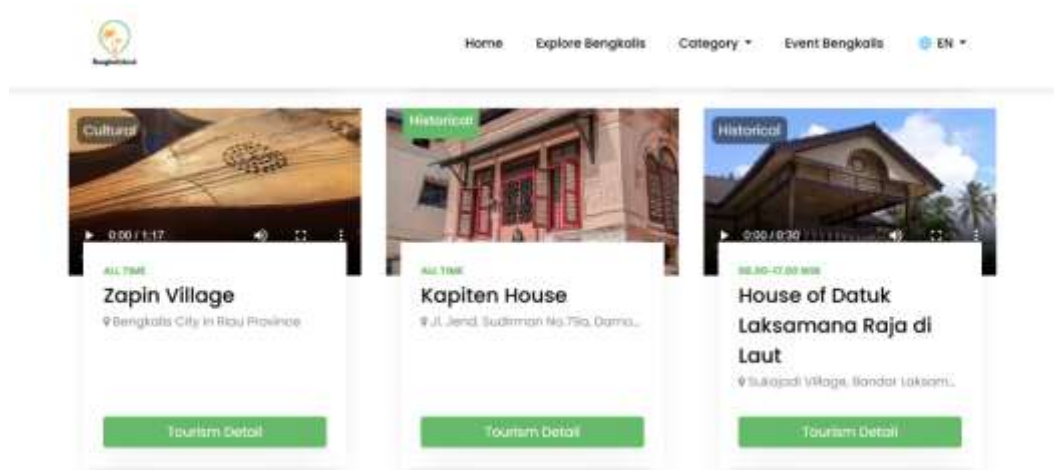 Home Explore Bengkalis Category Event Bengkalis EN
Cultural
0:00 / 1:17
ALL TIME
Zapin Village
Bengkalis City in Riau Province
Tourism Detail
Historical
ALL TIME
Kapiten House
Jl. Jend. Sudirman No.79a,
Tourism Detail
Historical
0:00 / 0:30
House of Datuk
Laksamana Raja di
Laut
Sukajadi Village, Bandar Laksam...
Tourism Detail